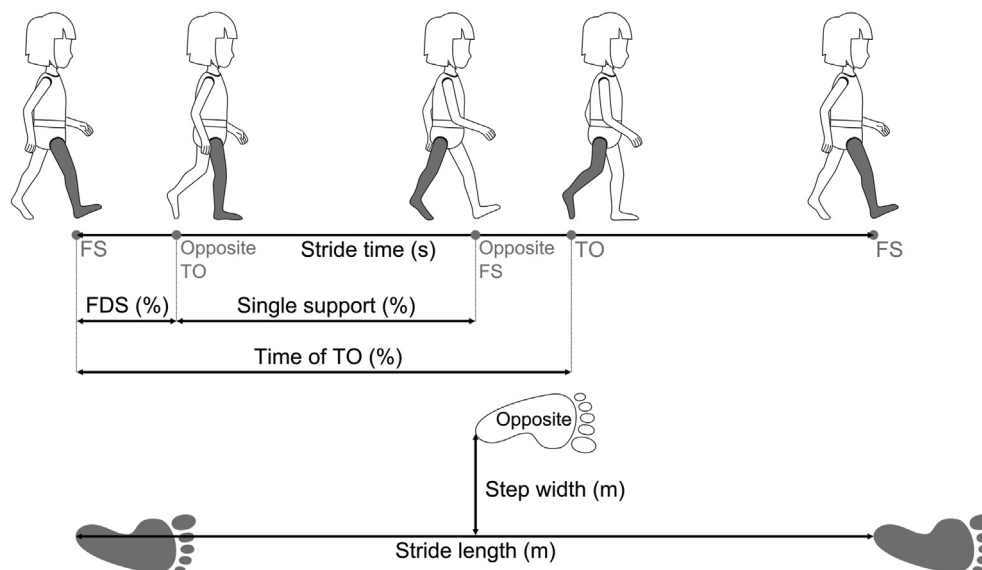 FS
Opposite
TO
Stride time (s)
Opposite
FS
TO
FS
FDS (%)
Single support (%)
Time of TO (%)
Opposite
Step width (m)
Stride length (m)